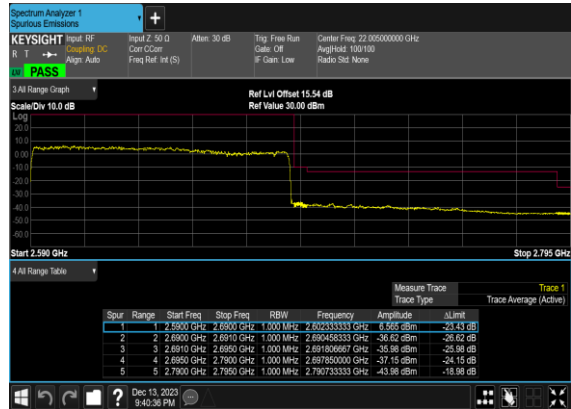 Spectrum Analyzer 1
Spurious Emissions
+
KEYSIGHT Input: RF Input Z: 50 Ω Atten: 30 dB Trig: Free Run Center Freq: 22.005000000 GHz
R T Coupling: DC Corr CCorr Gate: Off Avg|Hold: 100/100
Align: Auto Freq Ref: Int (S) IF Gain: Low Radio Std: None
PASS
3 All Range Graph
Ref Lvl Offset 15.54 dB
Scale/Div 10.0 dB Ref Value 30.00 dBm
Log
20.0
10.0
0.00
-10.0
-20.0
-30.0
-40.0
-50.0
-60.0
Start 2.590 GHz Stop 2.795 GHz
4 All Range Table
Measure Trace Trace 1
Trace Type Trace Average (Active)
Spur Range Start Freq Stop Freq RBW Frequency Amplitude ΔLimit
1 1 2.5900 GHz 2.6900 GHz 1.000 MHz 2.602333333 GHz 6.565 dBm -23.43 dB
2 2 2.6900 GHz 2.6910 GHz 1.000 MHz 2.690458333 GHz -36.62 dBm -26.62 dB
3 3 2.6910 GHz 2.6950 GHz 1.000 MHz 2.691806667 GHz -35.98 dBm -25.98 dB
4 4 2.6950 GHz 2.7900 GHz 1.000 MHz 2.697850000 GHz -37.15 dBm -24.15 dB
5 5 2.7900 GHz 2.7950 GHz 1.000 MHz 2.790733333 GHz -43.98 dBm -18.98 dB
? Dec 13, 2023
9:40:36 PM